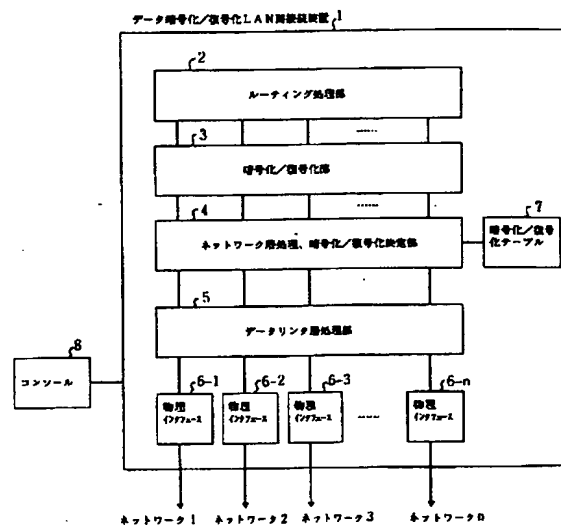 データ暗号化／復号化LAN間接続装置 1
2
ルーティング処理部
3
暗号化／復号化部
4
ネットワーク層処理、暗号化／復号化決定部
7
暗号化／復号
化テーブル
5
データリンク層処理部
8
コンソール
6-1
物理
インタフェース
6-2
物理
インタフェース
6-3
物理
インタフェース
6-n
物理
インタフェース
ネットワーク1
ネットワーク2
ネットワーク3
ネットワークn